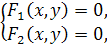 F₁(x,y) = 0,
F₂(x,y) = 0,